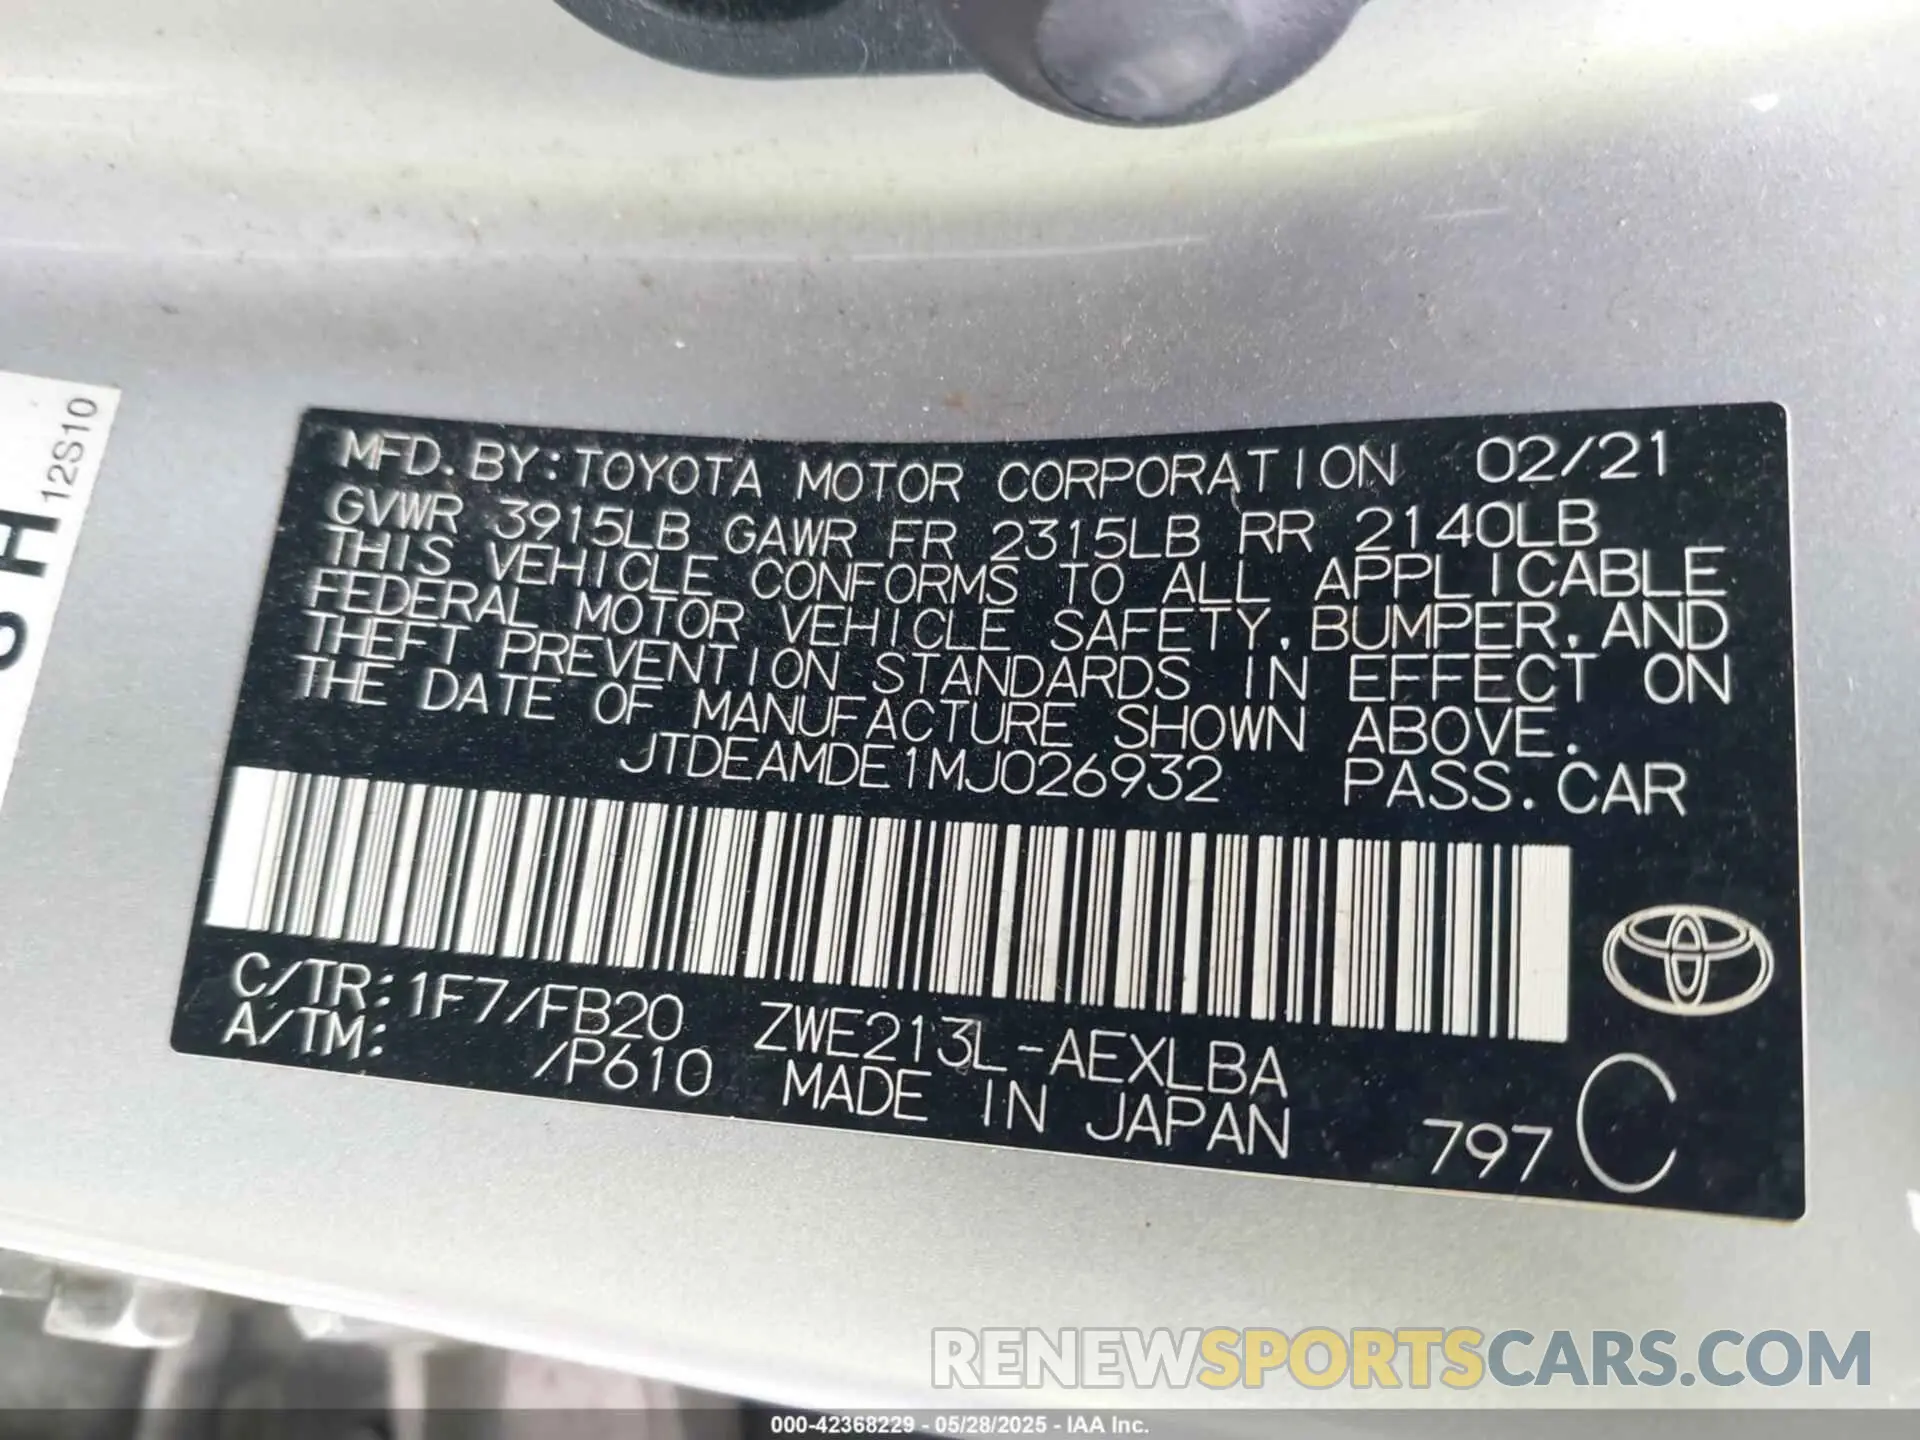 12S10
H
MFD. BY: TOYOTA MOTOR CORPORATION 02/21
GVWR 3915LB GAWR FR 2315LB RR 2140LB
THIS VEHICLE CONFORMS TO ALL APPLICABLE
FEDERAL MOTOR VEHICLE SAFETY, BUMPER, AND
THEFT PREVENTION STANDARDS IN EFFECT ON
THE DATE OF MANUFACTURE SHOWN ABOVE.
JTDEAMDE1MJ026932 PASS. CAR
C/TR: 1F7/FB20 ZWE213L-AEXLBA
A/TM: /P610 MADE IN JAPAN 797 C
RENEWSPORTSCARS.COM
000-42368229 - 05/28/2025 - IAA Inc.